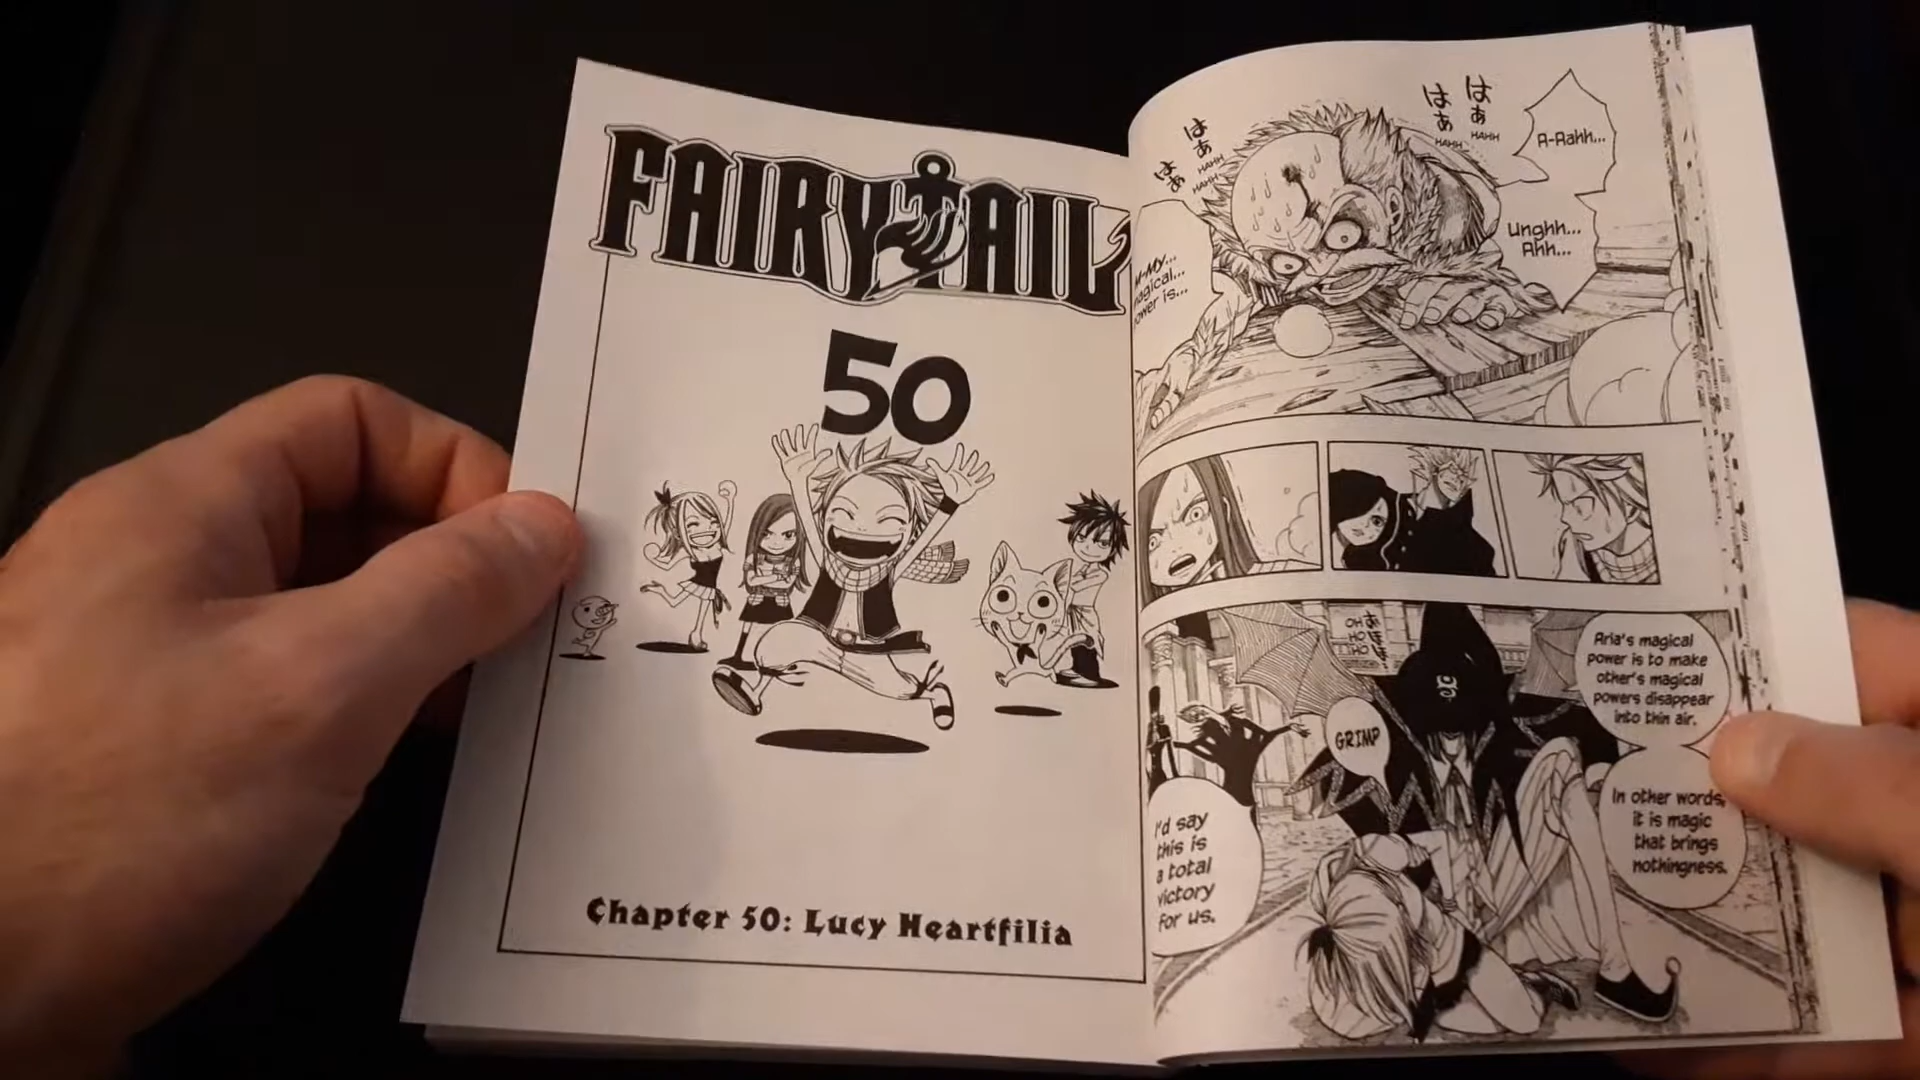 FAIRY TAIL
50
Chapter 50: Lucy Heartfilia
はぁ
はぁ
HAHH
HAHH
はぁ
はぁ
HAHH
HAHH
A-Aahh...
Unghh...
Ahh...
M-My...
magical...
power is...
Aria's magical
power is to make
other's magical
powers disappear
into thin air.
In other words,
it is magic
that brings
nothingness.
OH
HO
HO
GRIMP
I'd say
this is
a total
victory
for us.